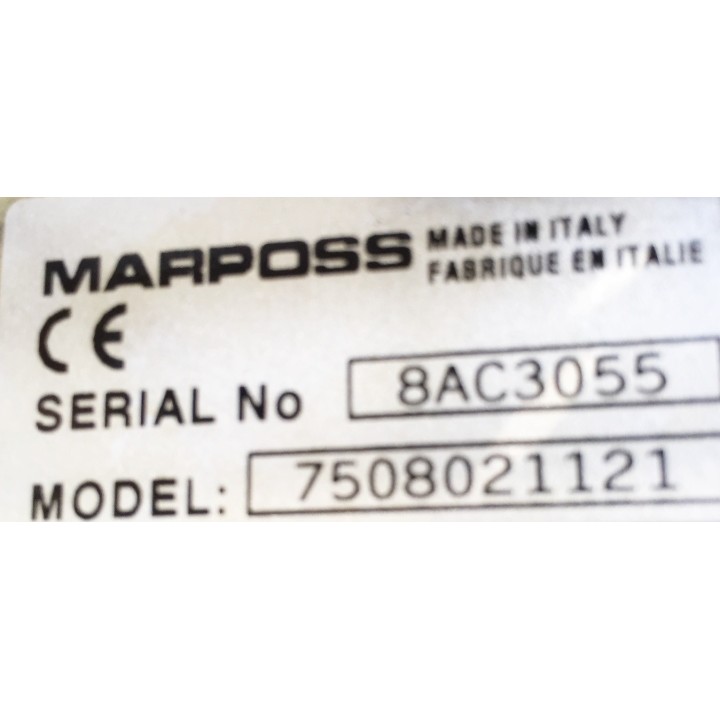 MARPOSS MADE IN ITALY
FABRIQUE EN ITALIE
CE
SERIAL No 8AC3055
MODEL: 7508021121